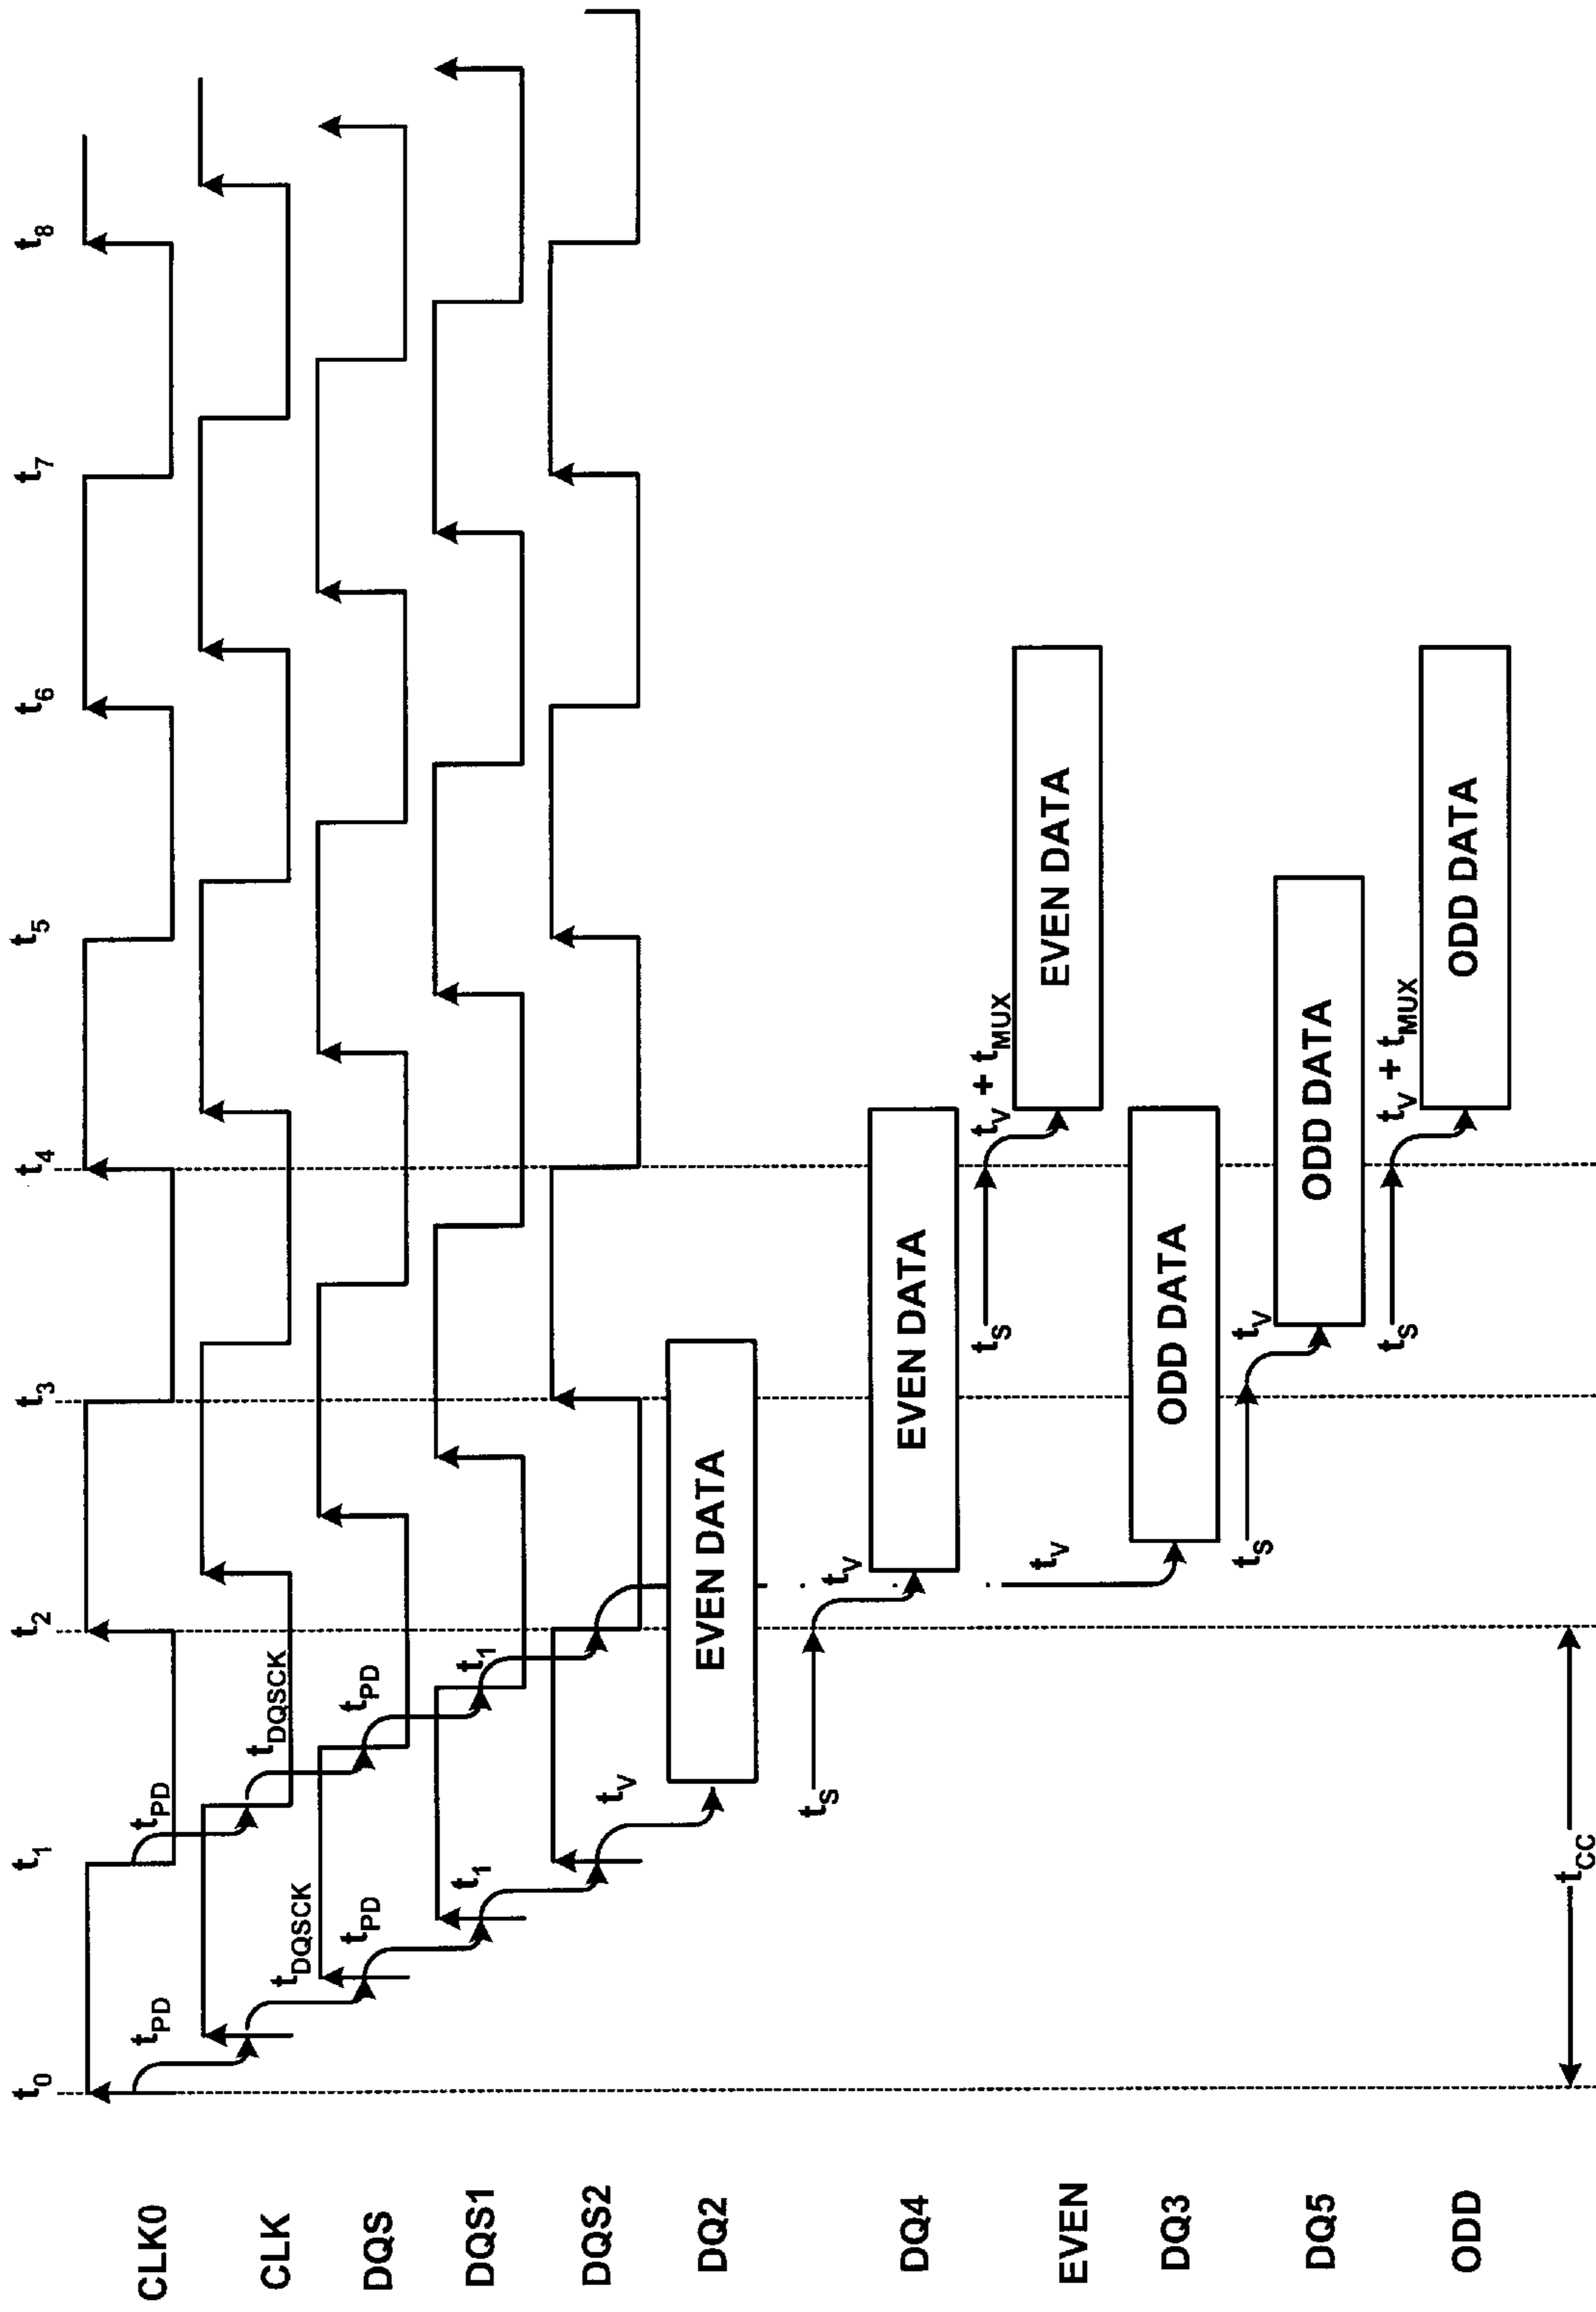 t0 t1 t2 t3 t4 t5 t6 t7 t8
CLK0 tPD tPD
CLK tDQSCK tDQSCK
DQS tPD tPD
DQS1 t1 t1
DQS2 tV
DQ2 EVEN DATA
tS tV
DQ4 EVEN DATA
tS tV + tMUX
EVEN tV EVEN DATA
DQ3 ODD DATA
tS tV
DQ5 ODD DATA ODD DATA
tS tV + tMUX
ODD ODD DATA
tCC